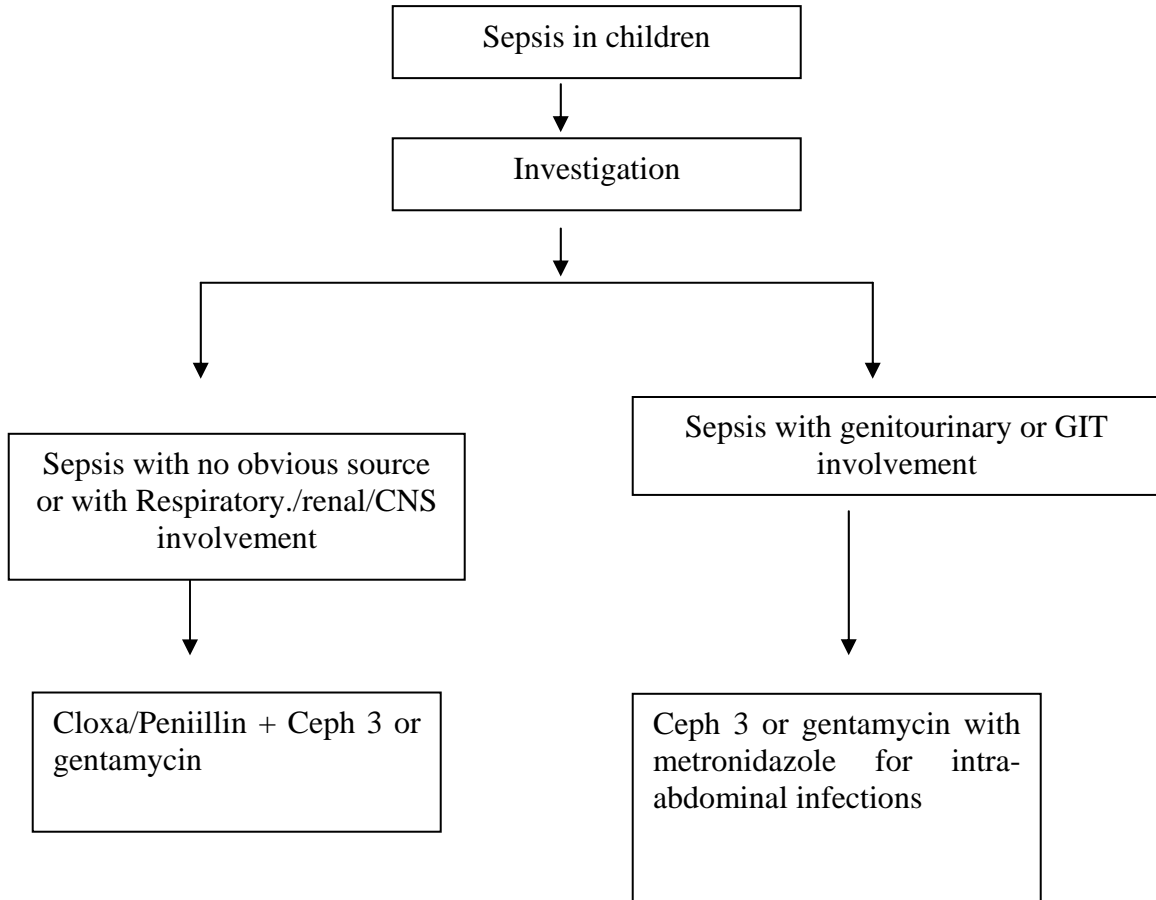 Sepsis in children
Investigation
Sepsis with no obvious source
or with Respiratory./renal/CNS
involvement
Sepsis with genitourinary or GIT
involvement
Cloxa/Peniillin + Ceph 3 or
gentamycin
Ceph 3 or gentamycin with
metronidazole for intra-
abdominal infections